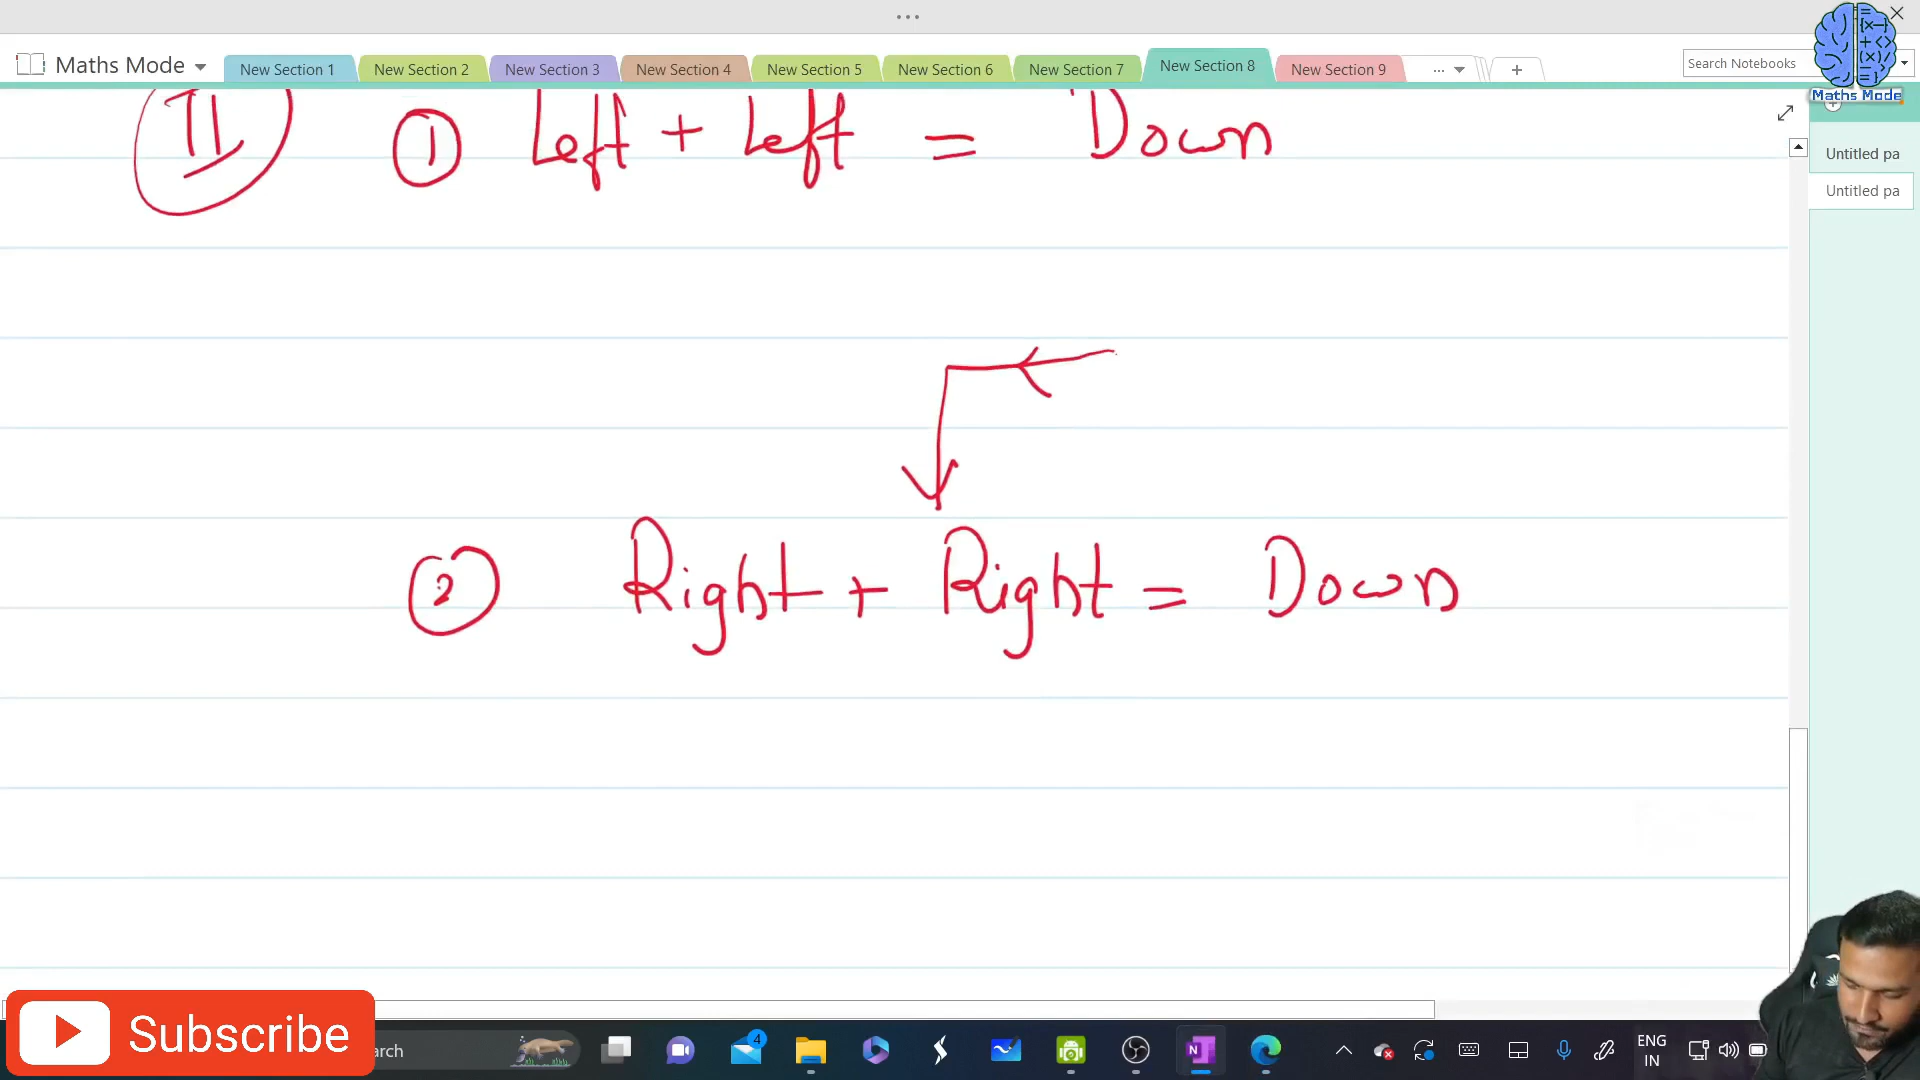 ...
Maths Mode
New Section 1
New Section 2
New Section 3
New Section 4
New Section 5
New Section 6
New Section 7
New Section 8
New Section 9
...
Search Notebooks
Maths Mode
II ① Left + Left = Down
Untitled pa
Untitled pa
② Right + Right = Down
Subscribe
arch
4
ENG
IN